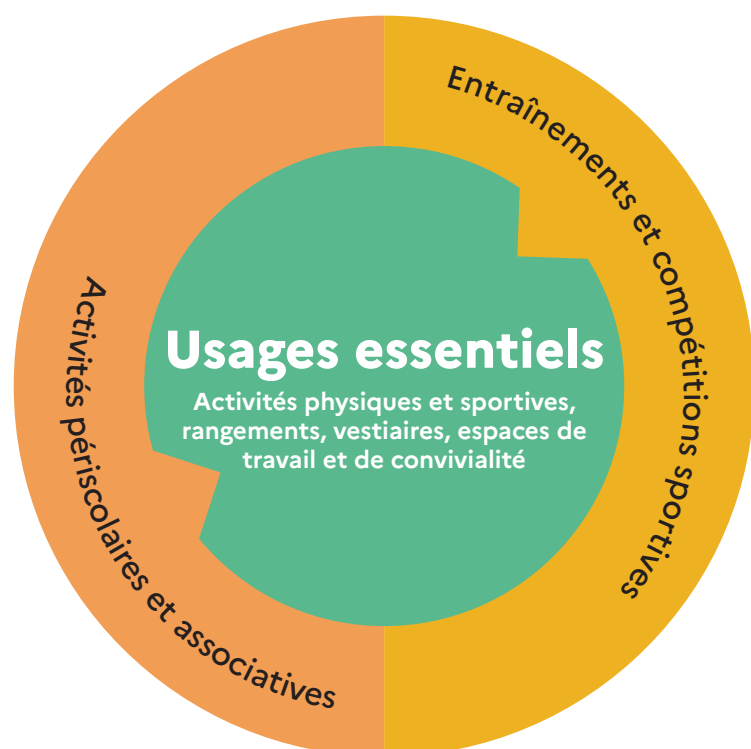 Entraînements et compétitions sportives
Activités périscolaires et associatives
Usages essentiels
Activités physiques et sportives,
rangements, vestiaires, espaces de
travail et de convivialité